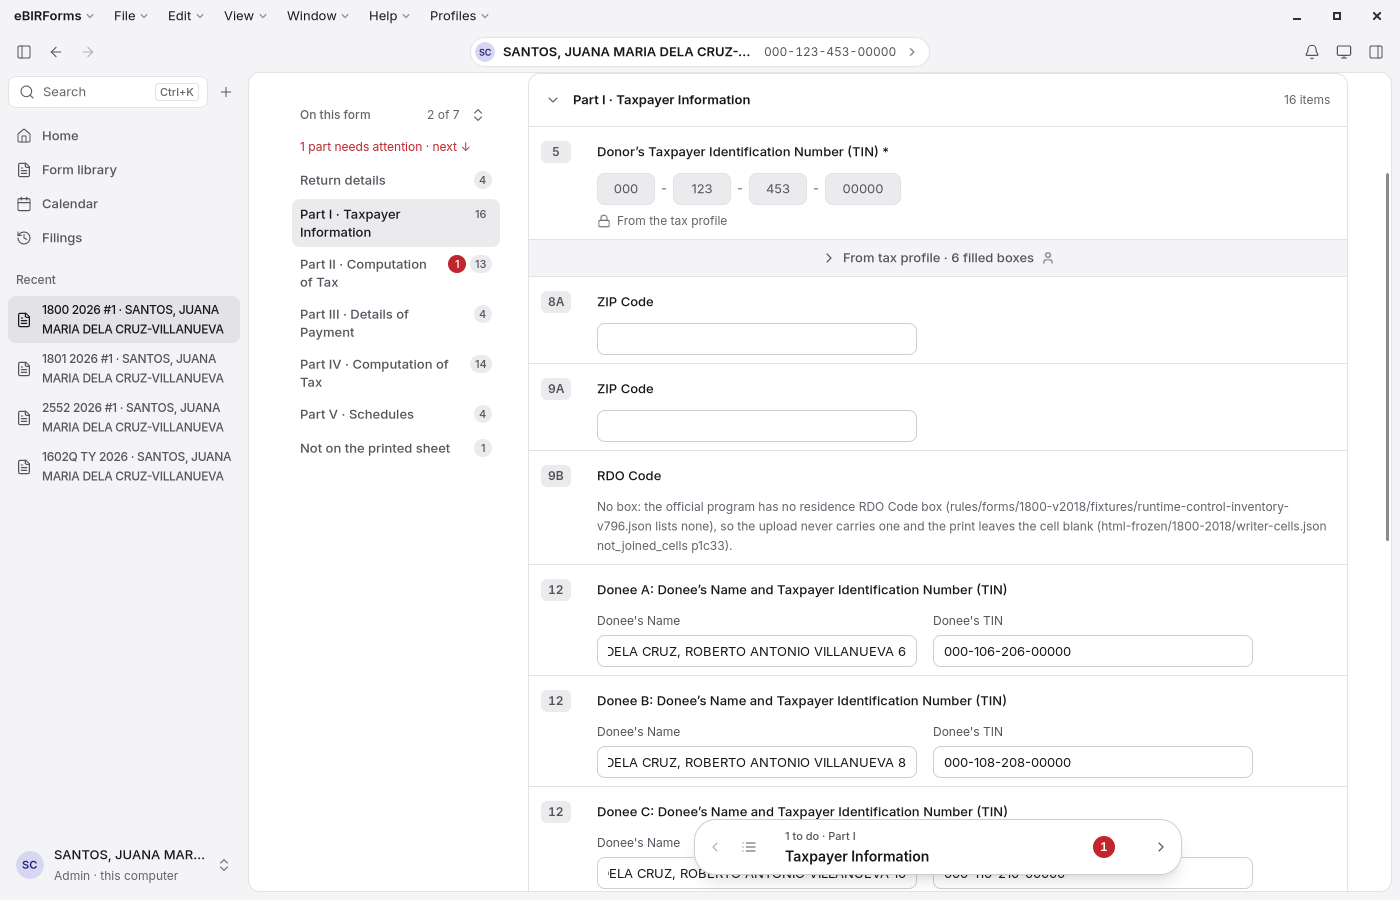 eBIRForms File Edit View Window Help Profiles
SC SANTOS, JUANA MARIA DELA CRUZ-... 000-123-453-00000
Search Ctrl+K
Home
Form library
Calendar
Filings
Recent
1800 2026 #1 · SANTOS, JUANA
MARIA DELA CRUZ-VILLANUEVA
1801 2026 #1 · SANTOS, JUANA
MARIA DELA CRUZ-VILLANUEVA
2552 2026 #1 · SANTOS, JUANA
MARIA DELA CRUZ-VILLANUEVA
1602Q TY 2026 · SANTOS, JUANA
MARIA DELA CRUZ-VILLANUEVA
SC SANTOS, JUANA MAR...
Admin · this computer
On this form 2 of 7
1 part needs attention · next ↓
Return details 4
Part I · Taxpayer 16
Information
Part II · Computation 1 13
of Tax
Part III · Details of 4
Payment
Part IV · Computation of 14
Tax
Part V · Schedules 4
Not on the printed sheet 1
Part I · Taxpayer Information 16 items
5 Donor's Taxpayer Identification Number (TIN) *
000 - 123 - 453 - 00000
From the tax profile
From tax profile · 6 filled boxes
8A ZIP Code
9A ZIP Code
9B RDO Code
No box: the official program has no residence RDO Code box (rules/forms/1800-v2018/fixtures/runtime-control-inventory-
v796.json lists none), so the upload never carries one and the print leaves the cell blank (html-frozen/1800-2018/writer-cells.json
not_joined_cells p1c33).
12 Donee A: Donee's Name and Taxpayer Identification Number (TIN)
Donee's Name Donee's TIN
DELA CRUZ, ROBERTO ANTONIO VILLANUEVA 6 000-106-206-00000
12 Donee B: Donee's Name and Taxpayer Identification Number (TIN)
Donee's Name Donee's TIN
DELA CRUZ, ROBERTO ANTONIO VILLANUEVA 8 000-108-208-00000
12 Donee C: Donee's Name and Taxpayer Identification Number (TIN)
Donee's Name
ELA CRUZ, ROBERTO ANTONIO VILLANUEVA
1 to do · Part I
Taxpayer Information 1